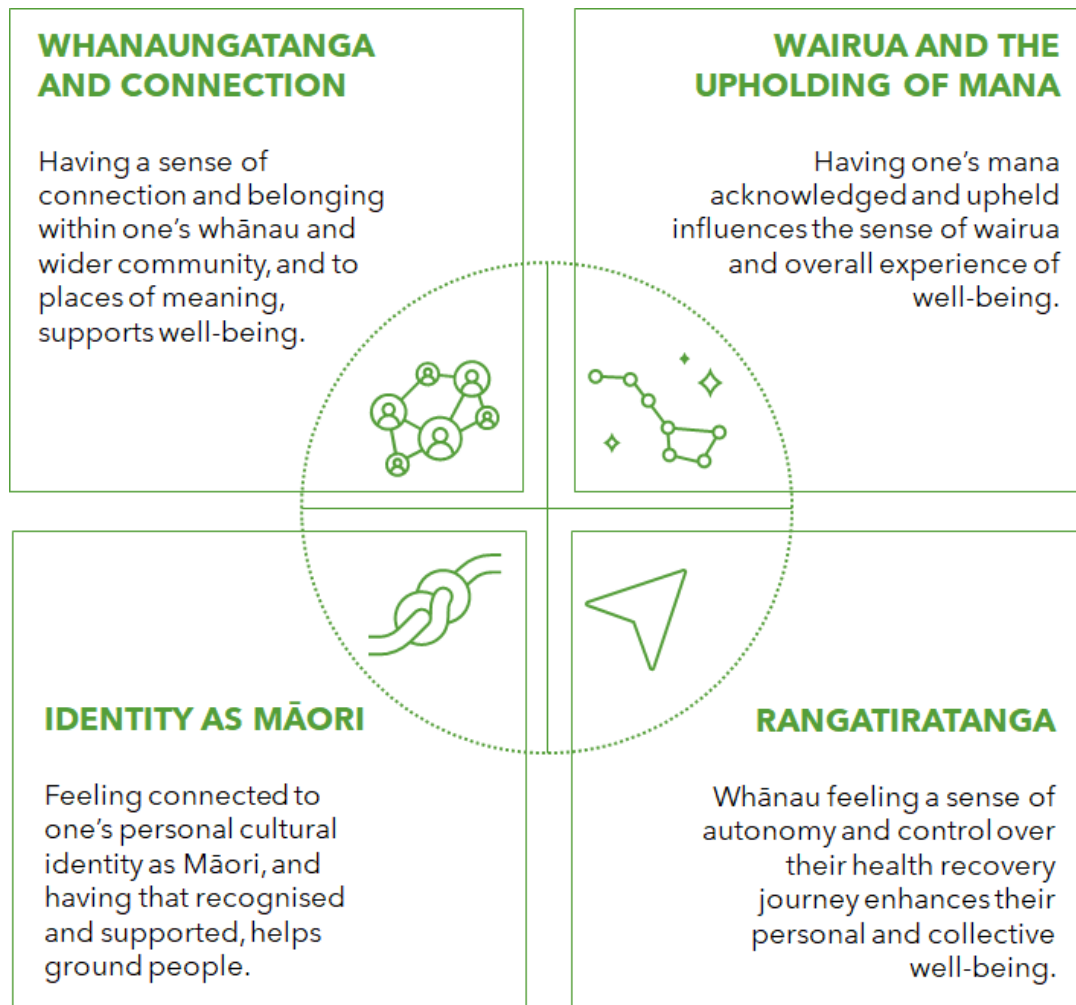 WHANAUNGATANGA
AND CONNECTION
Having a sense of
connection and belonging
within one’s whānau and
wider community, and to
places of meaning,
supports well-being.
WAIRUA AND THE
UPHOLDING OF MANA
Having one’s mana
acknowledged and upheld
influences the sense of wairua
and overall experience of
well-being.
IDENTITY AS MĀORI
Feeling connected to
one’s personal cultural
identity as Māori, and
having that recognised
and supported, helps
ground people.
RANGATIRATANGA
Whānau feeling a sense of
autonomy and control over
their health recovery
journey enhances their
personal and collective
well-being.